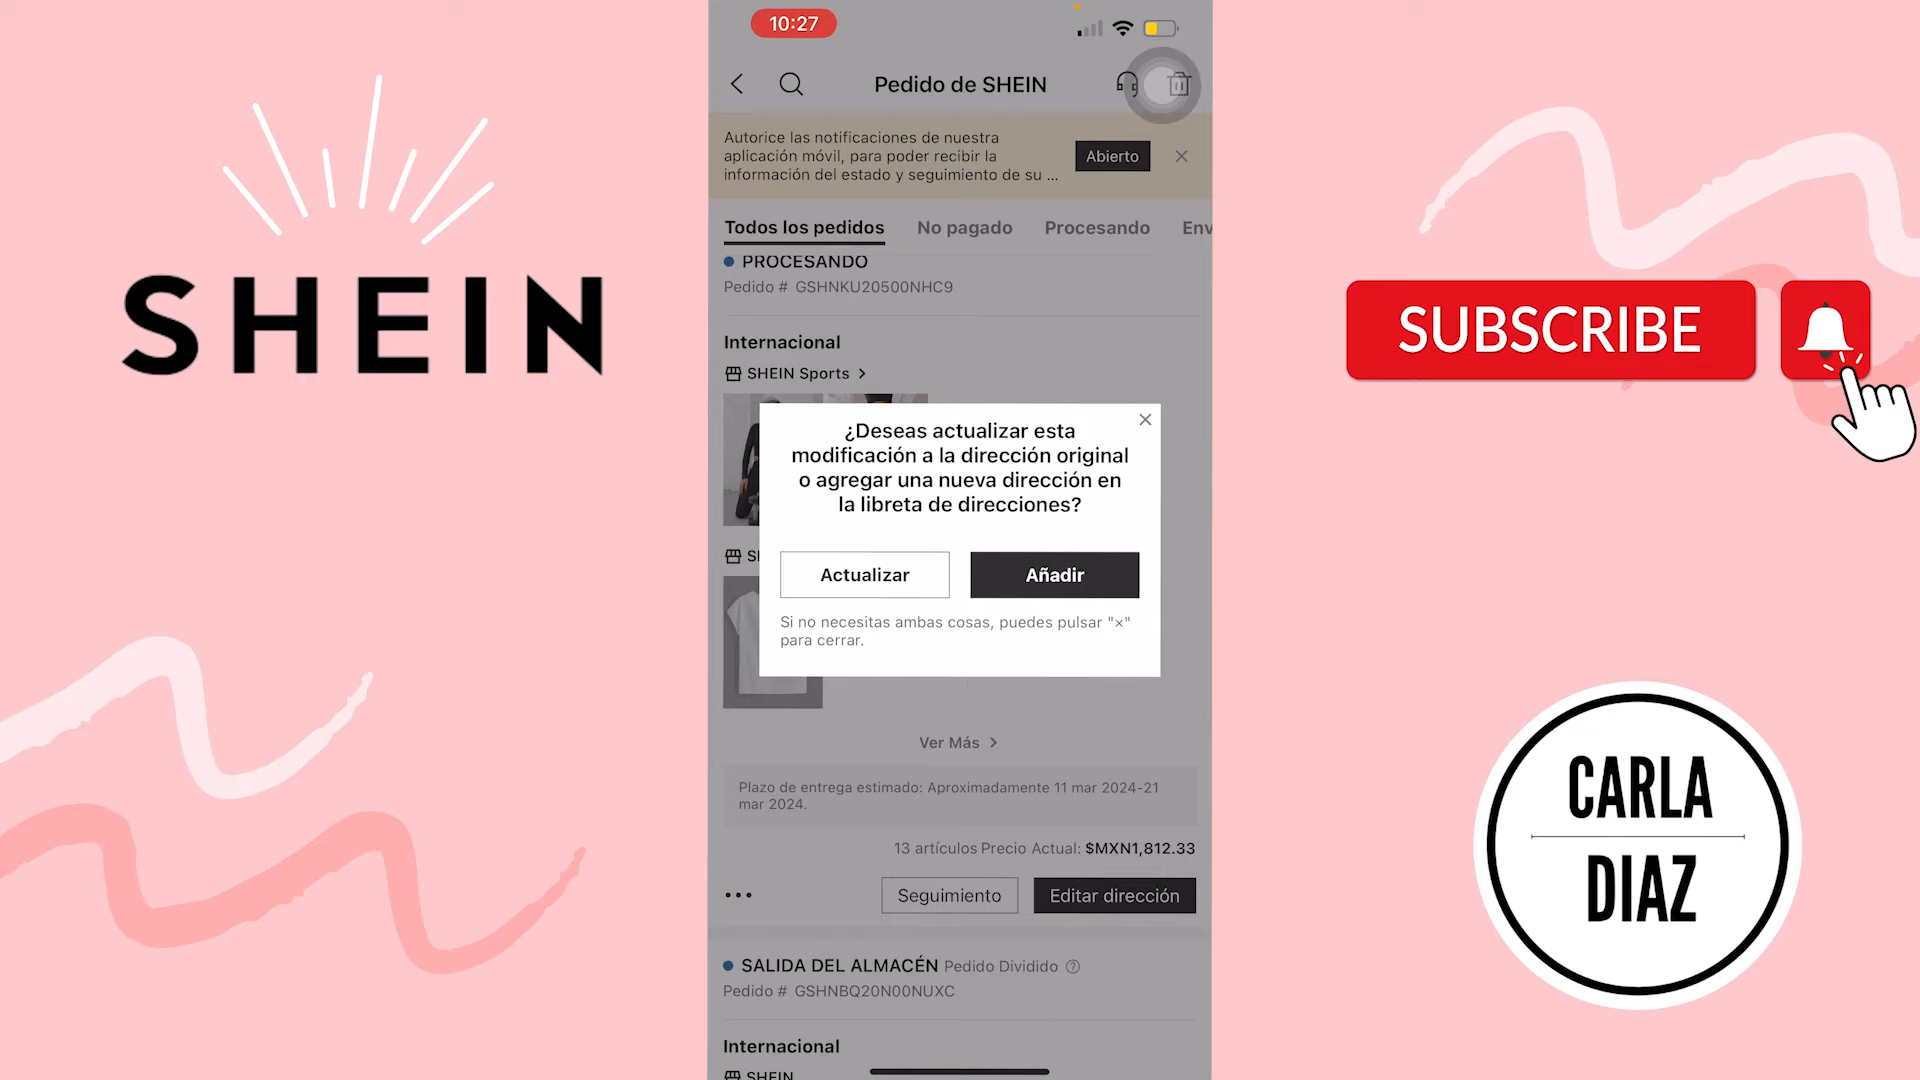 SHEIN
10:27
Pedido de SHEIN
Autorice las notificaciones de nuestra
aplicación móvil, para poder recibir la
información del estado y seguimiento de su ...
Abierto
Todos los pedidos
No pagado
Procesando
Env
PROCESANDO
Pedido # GSHNKU20500NHC9
Internacional
SHEIN Sports
¿Deseas actualizar esta
modificación a la dirección original
o agregar una nueva dirección en
la libreta de direcciones?
Actualizar
Añadir
Si no necesitas ambas cosas, puedes pulsar "×"
para cerrar.
Ver Más
Plazo de entrega estimado: Aproximadamente 11 mar 2024-21
mar 2024.
13 artículos Precio Actual: $MXN1,812.33
Seguimiento
Editar dirección
SALIDA DEL ALMACÉN Pedido Dividido
Pedido # GSHNBQ20N00NUXC
Internacional
SHEIN
SUBSCRIBE
CARLA
DIAZ